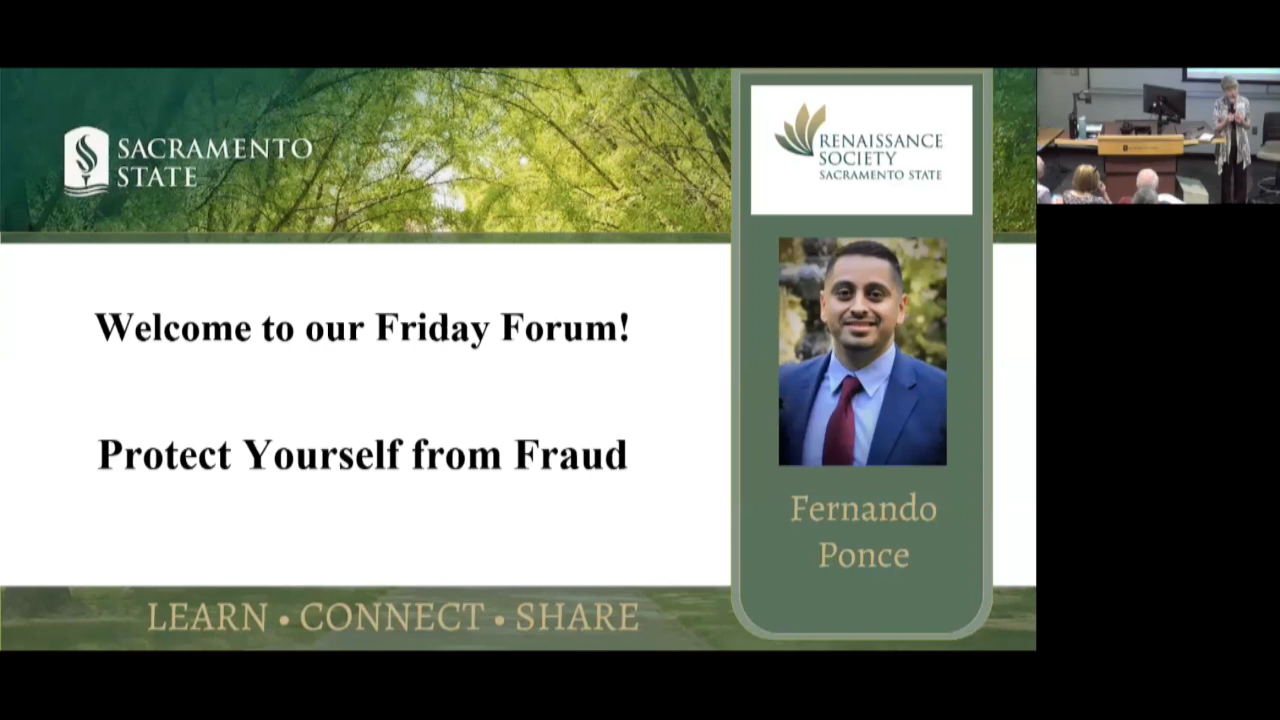 SACRAMENTO
STATE
RENAISSANCE
SOCIETY
SACRAMENTO STATE
Welcome to our Friday Forum!
Protect Yourself from Fraud
Fernando
Ponce
LEARN • CONNECT • SHARE